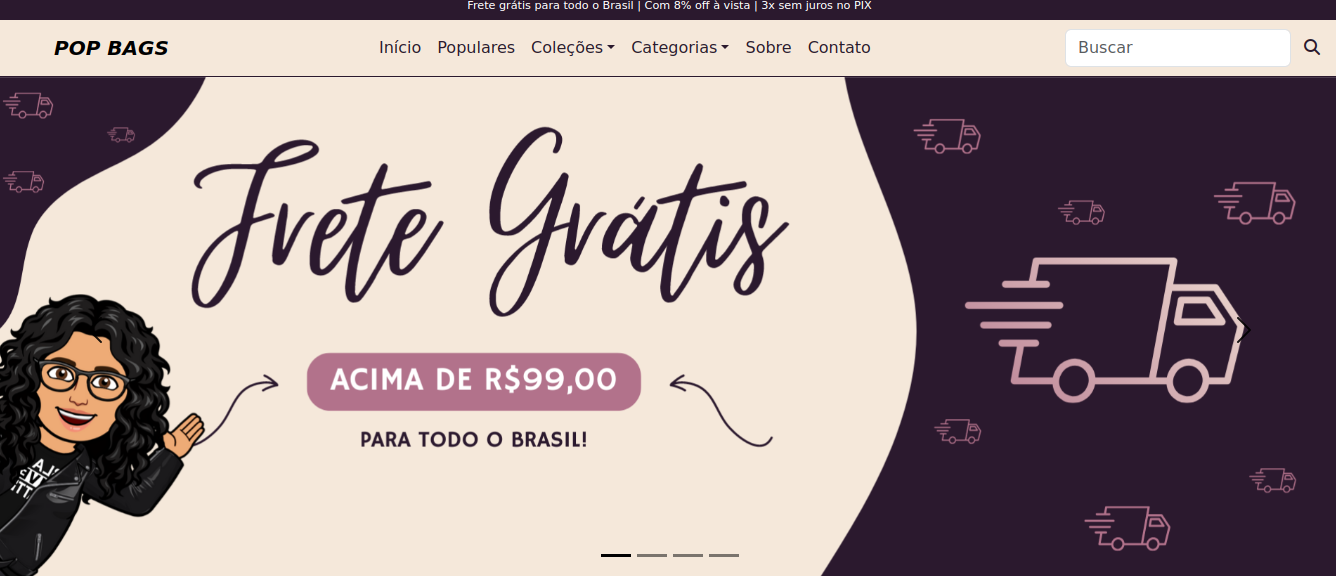 Frete grátis para todo o Brasil | Com 8% off à vista | 3x sem juros no PIX
POP BAGS Início Populares Coleções Categorias Sobre Contato Buscar
Frete Grátis
ACIMA DE R$99,00
PARA TODO O BRASIL!